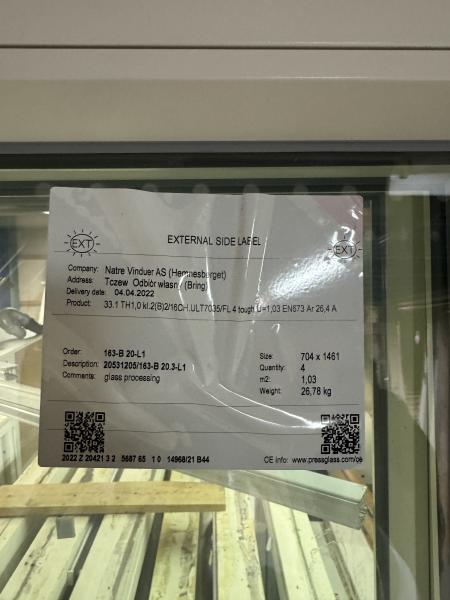 EXTERNAL SIDE LABEL
EXT
EXT
Company: Natre Vinduer AS (Hemnesberget)
Address: Tczew Odbiór własny (Bring)
Delivery date: 04.04.2022
Product: 33.1 TH1,0 kl.2(B)2/16CH.ULT7035/FL 4 tough U=1,03 EN673 Ar 26,4 A
Order: 163-B 20-L1
Description: 20531205/163-B 20.3-L1
Comments: glass processing
Size: 704 x 1461
Quantity: 4
m2: 1,03
Weight: 26,78 kg
2022 Z 20421 3 2 5687 65 1 0 14968/21 B44
CE info: www.pressglass.com/ce